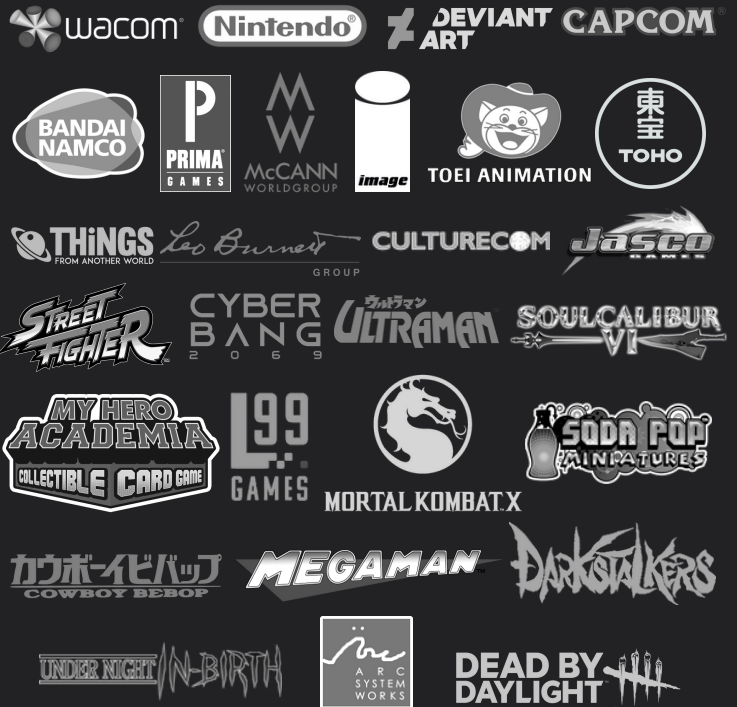 wacom®
Nintendo®
DEVIANT
ART
CAPCOM®
BANDAI
NAMCO
PRIMA®
GAMES
McCANN
WORLDGROUP
image
TOEI ANIMATION
東宝
TOHO
THiNGS
FROM ANOTHER WORLD
Leo Burnett
GROUP
CULTURECOM
Jasco
GAMES
STREET
FIGHTER
CYBER
BANG
2069
ウルトラマン
ULTRAMAN
SOULCALIBUR
VI
MY HERO
ACADEMIA
COLLECTIBLE CARD GAME
L99
GAMES
MORTAL KOMBAT X
SODA POP
MINIATURES
カウボーイビバップ
COWBOY BEBOP
MEGAMAN™
DARKSTALKERS
UNDER NIGHT IN-BIRTH
ARC
SYSTEM
WORKS
DEAD BY
DAYLIGHT™